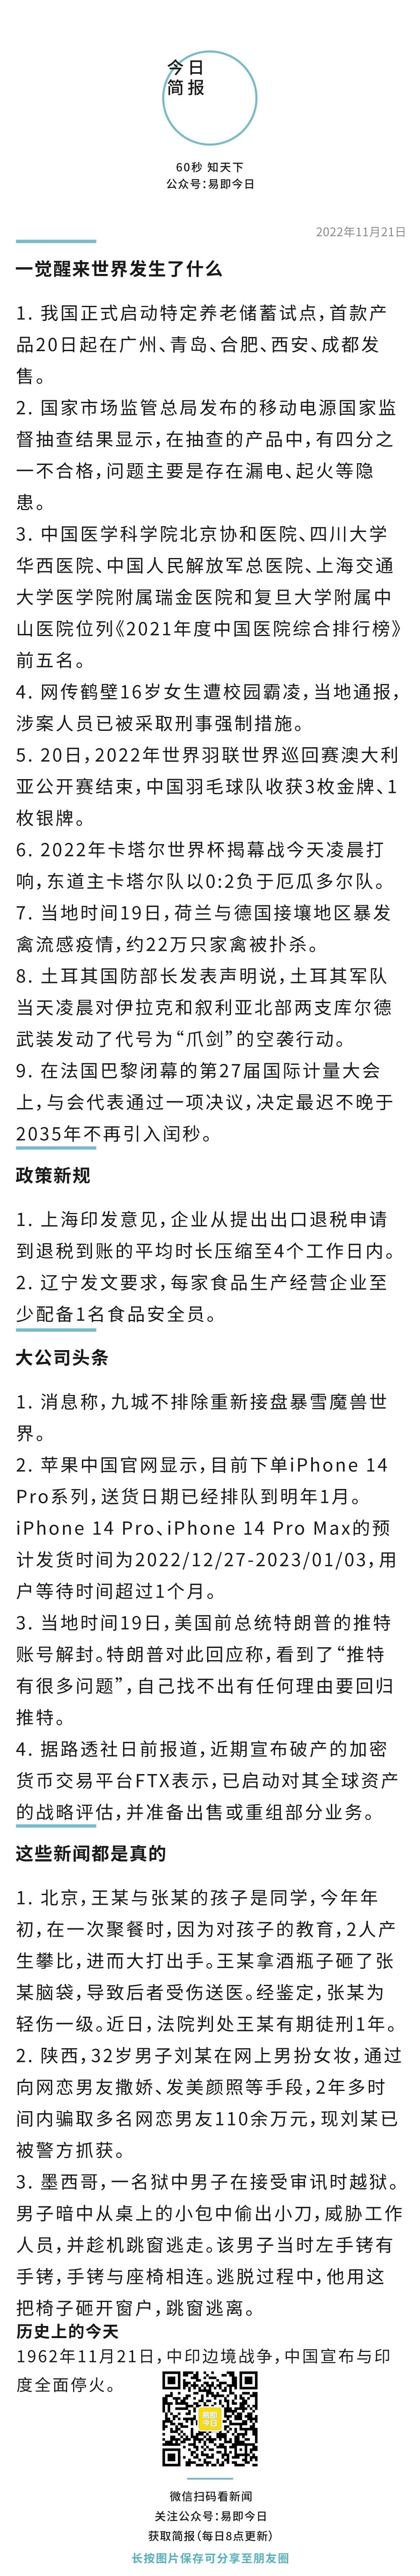 今日
简报
60秒 知天下
公众号:易即今日
2022年11月21日
一觉醒来世界发生了什么
1. 我国正式启动特定养老储蓄试点,首款产
品20日起在广州、青岛、合肥、西安、成都发
售。
2. 国家市场监管总局发布的移动电源国家监
督抽查结果显示,在抽查的产品中,有四分之
一不合格,问题主要是存在漏电、起火等隐
患。
3. 中国医学科学院北京协和医院、四川大学
华西医院、中国人民解放军总医院、上海交通
大学医学院附属瑞金医院和复旦大学附属中
山医院位列《2021年度中国医院综合排行榜》
前五名。
4. 网传鹤壁16岁女生遭校园霸凌,当地通报,
涉案人员已被采取刑事强制措施。
5. 20日,2022年世界羽联世界巡回赛澳大利
亚公开赛结束,中国羽毛球队收获3枚金牌、1
枚银牌。
6. 2022年卡塔尔世界杯揭幕战今天凌晨打
响,东道主卡塔尔队以0:2负于厄瓜多尔队。
7. 当地时间19日,荷兰与德国接壤地区暴发
禽流感疫情,约22万只家禽被扑杀。
8. 土耳其国防部长发表声明说,土耳其军队
当天凌晨对伊拉克和叙利亚北部两支库尔德
武装发动了代号为“爪剑”的空袭行动。
9. 在法国巴黎闭幕的第27届国际计量大会
上,与会代表通过一项决议,决定最迟不晚于
2035年不再引入闰秒。
政策新规
1. 上海印发意见,企业从提出出口退税申请
到退税到账的平均时长压缩至4个工作日内。
2. 辽宁发文要求,每家食品生产经营企业至
少配备1名食品安全员。
大公司头条
1. 消息称,九城不排除重新接盘暴雪魔兽世
界。
2. 苹果中国官网显示,目前下单iPhone 14
Pro系列,送货日期已经排队到明年1月。
iPhone 14 Pro、iPhone 14 Pro Max的预
计发货时间为2022/12/27-2023/01/03,用
户等待时间超过1个月。
3. 当地时间19日,美国前总统特朗普的推特
账号解封。特朗普对此回应称,看到了“推特
有很多问题”,自己找不出有任何理由要回归
推特。
4. 据路透社日前报道,近期宣布破产的加密
货币交易平台FTX表示,已启动对其全球资产
的战略评估,并准备出售或重组部分业务。
这些新闻都是真的
1. 北京,王某与张某的孩子是同学,今年年
初,在一次聚餐时,因为对孩子的教育,2人产
生攀比,进而大打出手。王某拿酒瓶子砸了张
某脑袋,导致后者受伤送医。经鉴定,张某为
轻伤一级。近日,法院判处王某有期徒刑1年。
2. 陕西,32岁男子刘某在网上男扮女妆,通过
向网恋男友撒娇、发美颜照等手段,2年多时
间内骗取多名网恋男友110余万元,现刘某已
被警方抓获。
3. 墨西哥,一名狱中男子在接受审讯时越狱。
男子暗中从桌上的小包中偷出小刀,威胁工作
人员,并趁机跳窗逃走。该男子当时左手铐有
手铐,手铐与座椅相连。逃脱过程中,他用这
把椅子砸开窗户,跳窗逃离。
历史上的今天
1962年11月21日,中印边境战争,中国宣布与印
度全面停火。
易即
今日
微信扫码看新闻
关注公众号:易即今日
获取简报(每日8点更新)
长按图片保存可分享至朋友圈